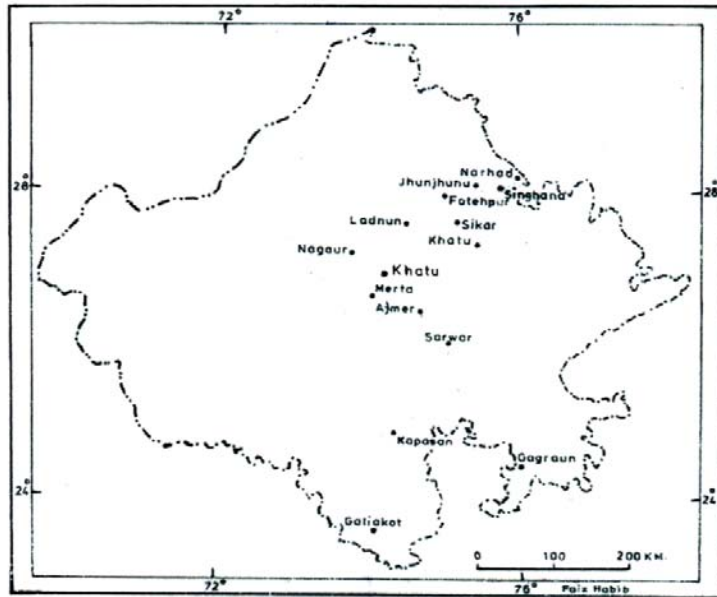 72°
76°
Narhad
28°
Jhunjhunu
Singhana
28°
Fatehpur
Ladnun
Sikar
Khatu
Nagaur
Khatu
Merta
Ajmer
Sarwar
Kapasan
Gagraun
24°
24°
Galiakot
0 100 200 KM.
72°
76°
Faiz Habib